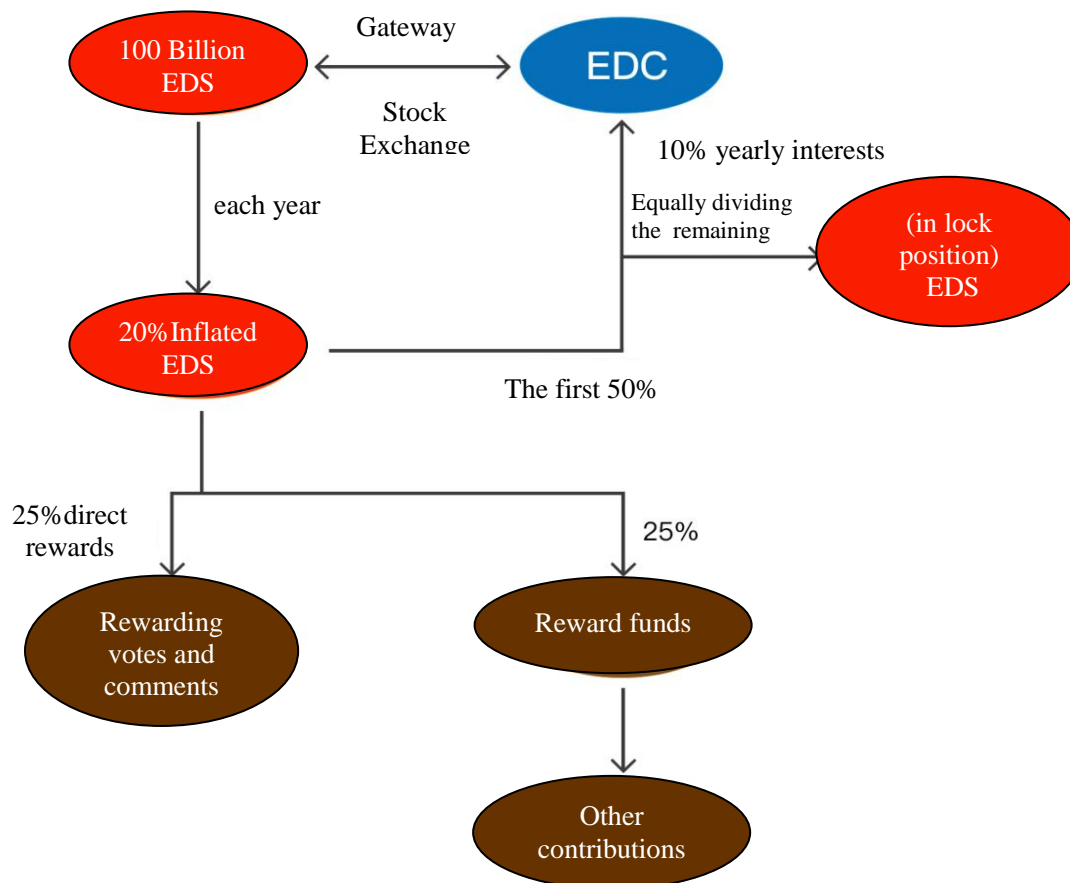 100 Billion
EDS
Gateway
EDC
Stock
Exchange
10% yearly interests
each year
Equally dividing
the remaining
(in lock
position)
EDS
20%Inflated
EDS
The first 50%
25%direct
rewards
25%
Rewarding
votes and
comments
Reward funds
Other
contributions